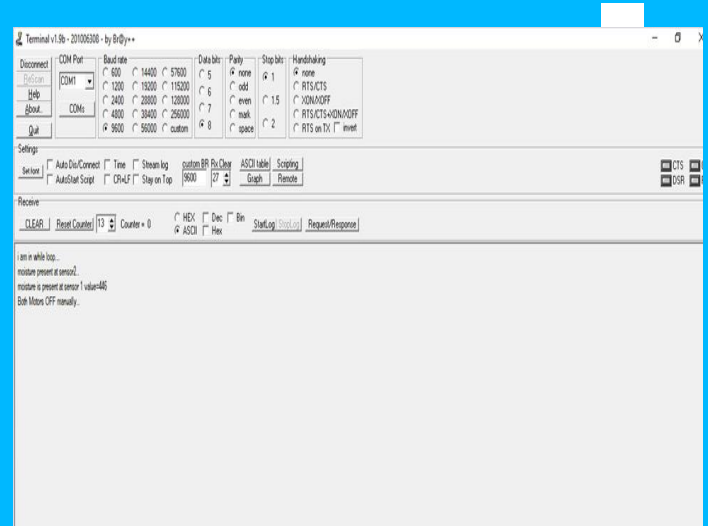 Terminal v1.9b - 20100630ß - by Br@y++
Disconnect
ReScan
Help
About..
Quit
COM Port
COM1
COMs
Baud rate
600 14400 57600
1200 19200 115200
2400 28800 128000
4800 38400 256000
9600 56000 custom
Data bits
5
6
7
8
Parity
none
odd
even
mark
space
Stop bits
1
1.5
2
Handshaking
none
RTS/CTS
XON/XOFF
RTS/CTS+XON/XOFF
RTS on TX invert
Settings
Set font
Auto Dis/Connect Time Stream log custom BR Rx Clear ASCII table Scripting
AutoStart Script CR=LF Stay on Top 9600 27 Graph Remote
CTS
DSR
Receive
CLEAR Reset Counter 13 Counter = 0
HEX Dec Bin
ASCII Hex
StartLog StopLog Request/Response
i am in while loop...
moisture present at sensor2..
moisture is present at sensor 1 value=446
Both Motors OFF manually..